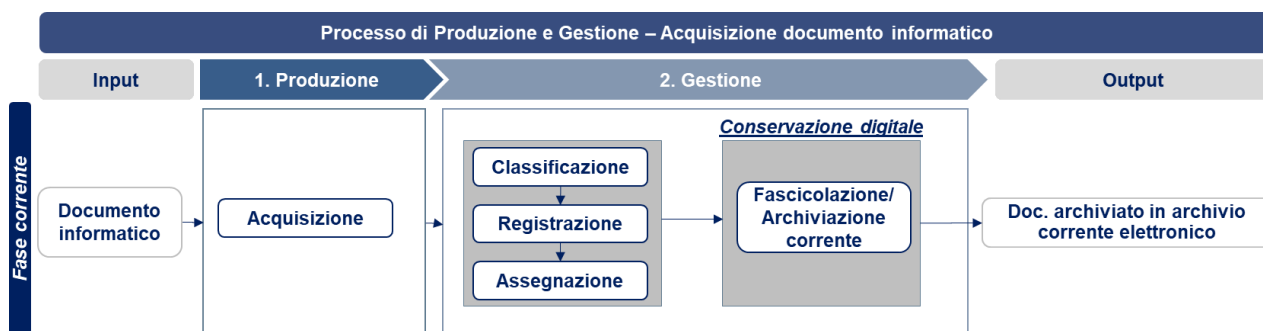 Processo di Produzione e Gestione – Acquisizione documento informatico
Input
1. Produzione
2. Gestione
Output
Fase corrente
Documento
informatico
Acquisizione
Classificazione
Registrazione
Assegnazione
Conservazione digitale
Fascicolazione/
Archiviazione
corrente
Doc. archiviato in archivio
corrente elettronico